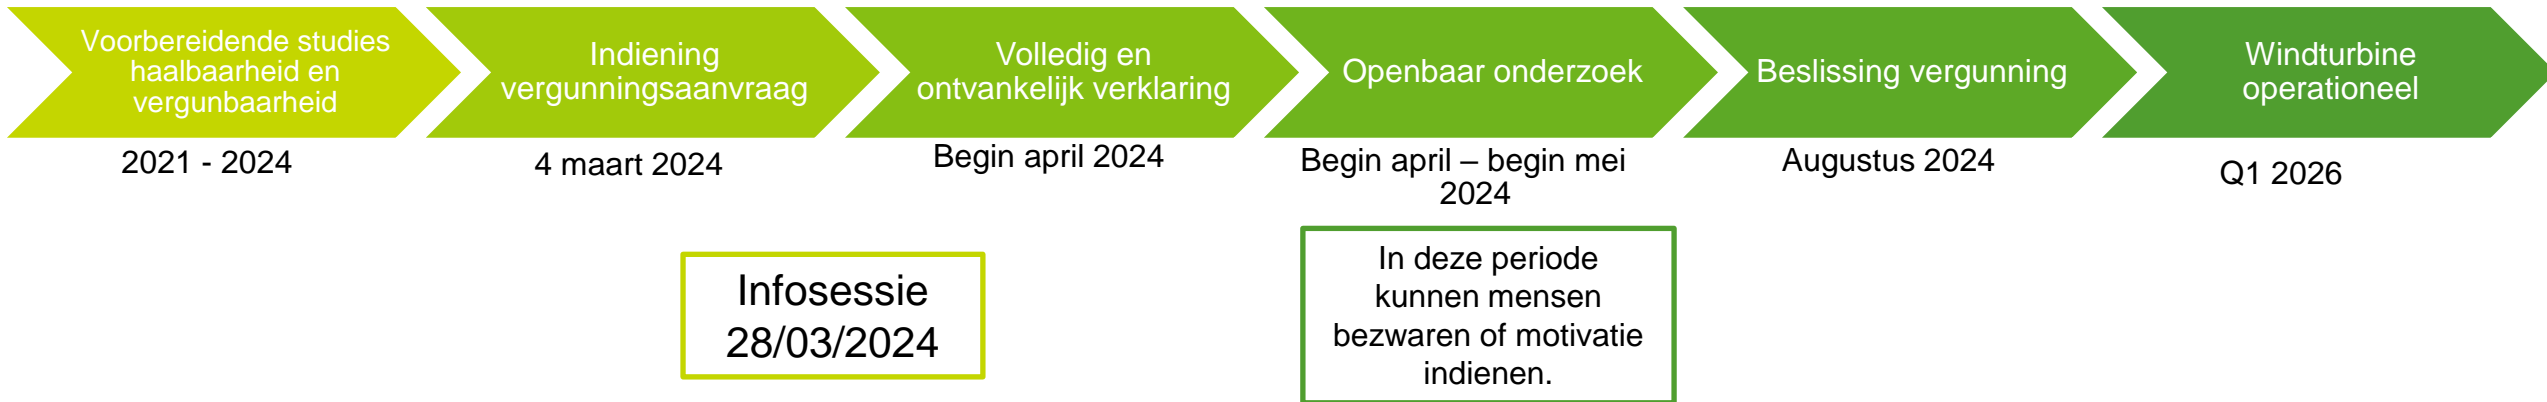 Voorbereidende studies
haalbaarheid en
vergunbaarheid
2021 - 2024
Indiening
vergunningsaanvraag
4 maart 2024
Volledig en
ontvankelijk verklaring
Begin april 2024
Openbaar onderzoek
Begin april – begin mei
2024
Beslissing vergunning
Augustus 2024
Windturbine
operationeel
Q1 2026
Infosessie
28/03/2024
In deze periode
kunnen mensen
bezwaren of motivatie
indienen.